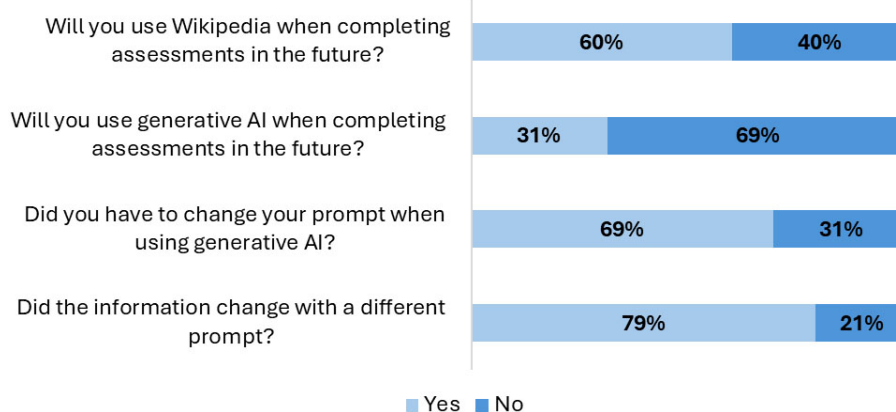 Will you use Wikipedia when completing
assessments in the future?
60%
40%
Will you use generative AI when completing
assessments in the future?
31%
69%
Did you have to change your prompt when
using generative AI?
69%
31%
Did the information change with a different
prompt?
79%
21%
Yes No